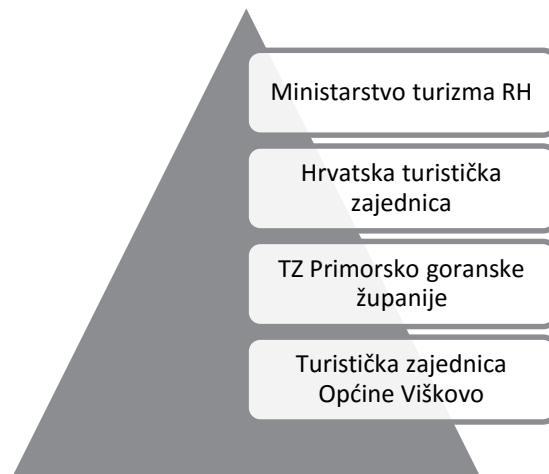 Ministarstvo turizma RH
Hrvatska turistička
zajednica
TZ Primorsko goranske
županije
Turistička zajednica
Općine Viškovo